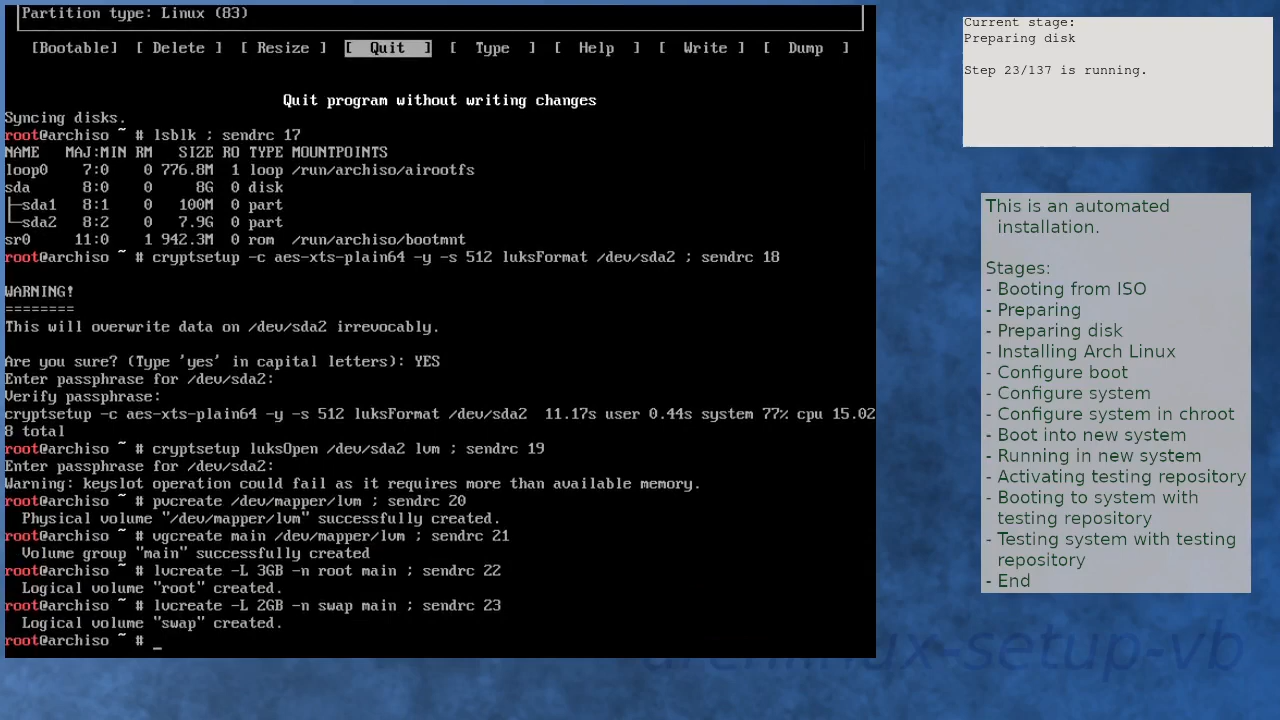 Partition type: Linux (83)
[Bootable] [ Delete ] [ Resize ] [ Quit ] [ Type ] [ Help ] [ Write ] [ Dump ]
Quit program without writing changes
Syncing disks.
root@archiso ~ # lsblk ; sendrc 17
NAME MAJ:MIN RM SIZE RO TYPE MOUNTPOINTS
loop0 7:0 0 776.8M 1 loop /run/archiso/airootfs
sda 8:0 0 8G 0 disk
├─sda1 8:1 0 100M 0 part
└─sda2 8:2 0 7.9G 0 part
sr0 11:0 1 942.3M 0 rom /run/archiso/bootmnt
root@archiso ~ # cryptsetup -c aes-xts-plain64 -y -s 512 luksFormat /dev/sda2 ; sendrc 18
WARNING!
========
This will overwrite data on /dev/sda2 irrevocably.
Are you sure? (Type 'yes' in capital letters): YES
Enter passphrase for /dev/sda2:
Verify passphrase:
cryptsetup -c aes-xts-plain64 -y -s 512 luksFormat /dev/sda2 11.17s user 0.44s system 77% cpu 15.02
8 total
root@archiso ~ # cryptsetup luksOpen /dev/sda2 lvm ; sendrc 19
Enter passphrase for /dev/sda2:
Warning: keyslot operation could fail as it requires more than available memory.
root@archiso ~ # pvcreate /dev/mapper/lvm ; sendrc 20
Physical volume "/dev/mapper/lvm" successfully created.
root@archiso ~ # vgcreate main /dev/mapper/lvm ; sendrc 21
Volume group "main" successfully created
root@archiso ~ # lvcreate -L 3GB -n root main ; sendrc 22
Logical volume "root" created.
root@archiso ~ # lvcreate -L 2GB -n swap main ; sendrc 23
Logical volume "swap" created.
root@archiso ~ # _
Current stage:
Preparing disk
Step 23/137 is running.
This is an automated
installation.
Stages:
- Booting from ISO
- Preparing
- Preparing disk
- Installing Arch Linux
- Configure boot
- Configure system
- Configure system in chroot
- Boot into new system
- Running in new system
- Activating testing repository
- Booting to system with
testing repository
- Testing system with testing
repository
- End
archlinux-setup-vb